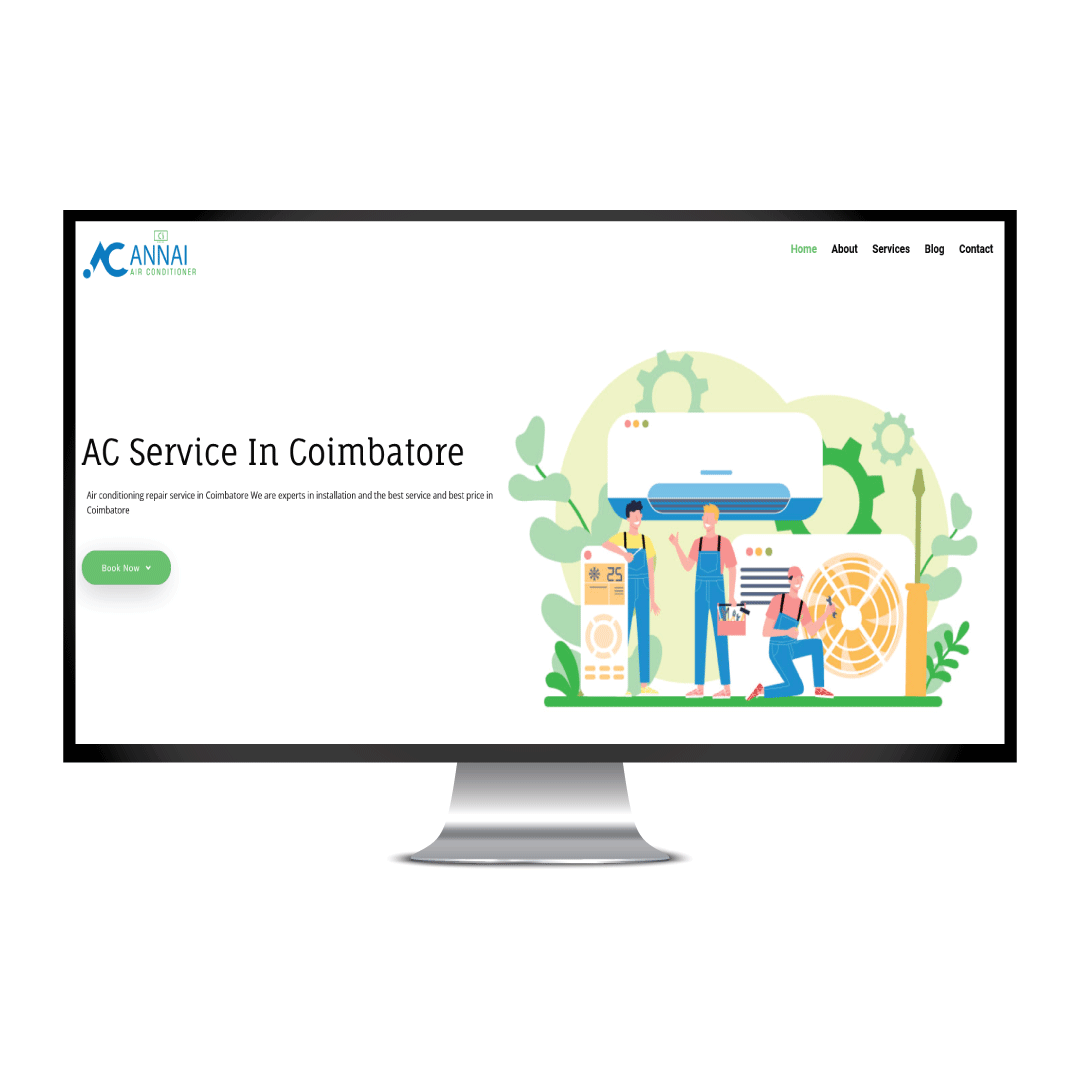 AC ANNAI
AIR CONDITIONER
Home About Services Blog Contact
AC Service In Coimbatore
Air conditioning repair service in Coimbatore We are experts in installation and the best service and best price in
Coimbatore
Book Now
25